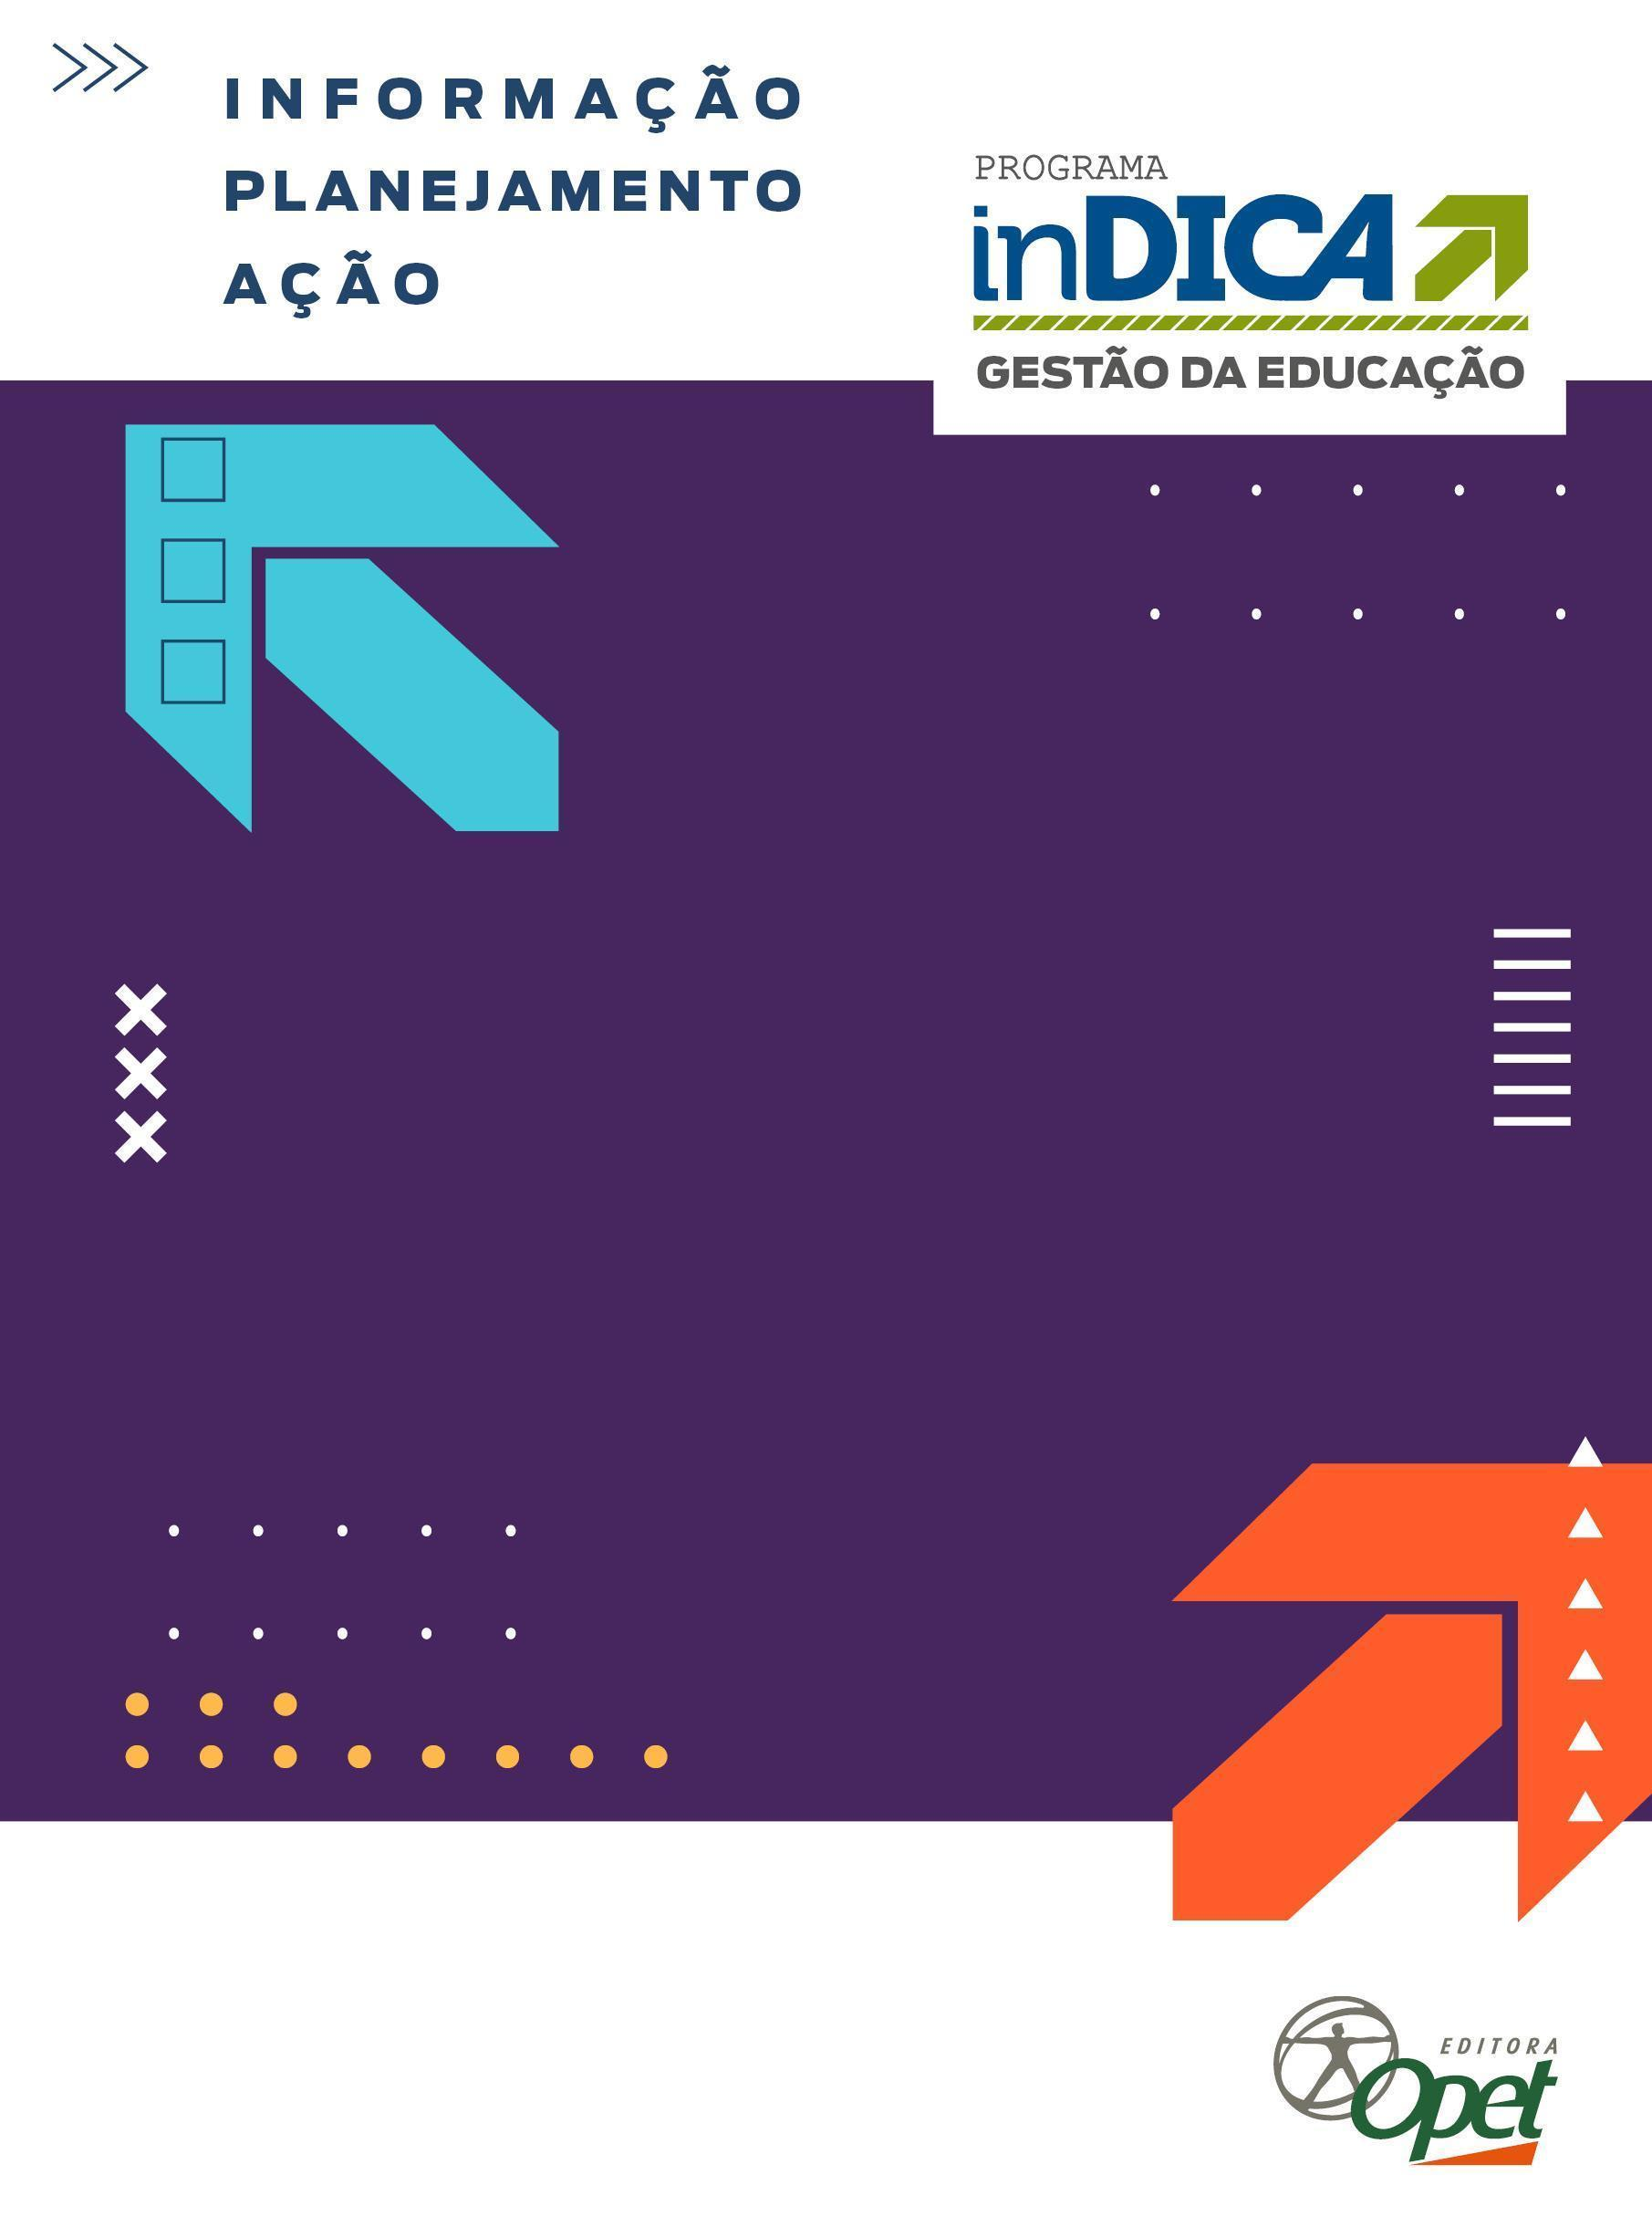 INFORMAÇÃO
PLANEJAMENTO
AÇÃO
PROGRAMA
inDICA
GESTÃO DA EDUCAÇÃO
EDITORA
Opet